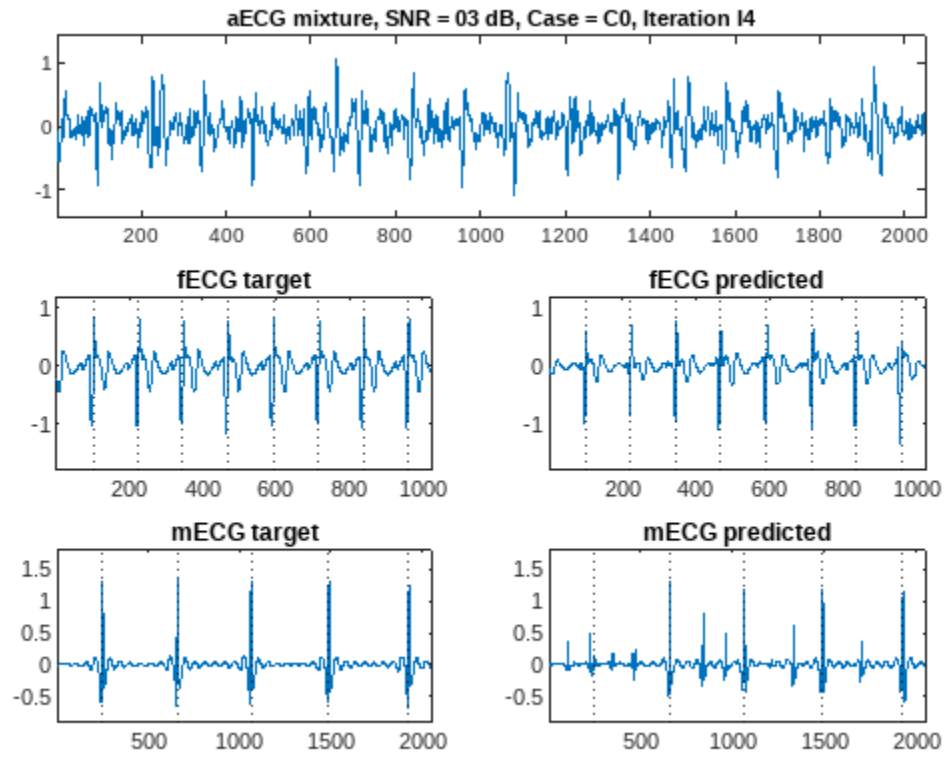 aECG mixture, SNR = 03 dB, Case = C0, Iteration I4
1
0
-1
200 400 600 800 1000 1200 1400 1600 1800 2000
fECG target
1
0
-1
200 400 600 800 1000
fECG predicted
1
0
-1
200 400 600 800 1000
mECG target
1.5
1
0.5
0
-0.5
500 1000 1500 2000
mECG predicted
1.5
1
0.5
0
-0.5
500 1000 1500 2000